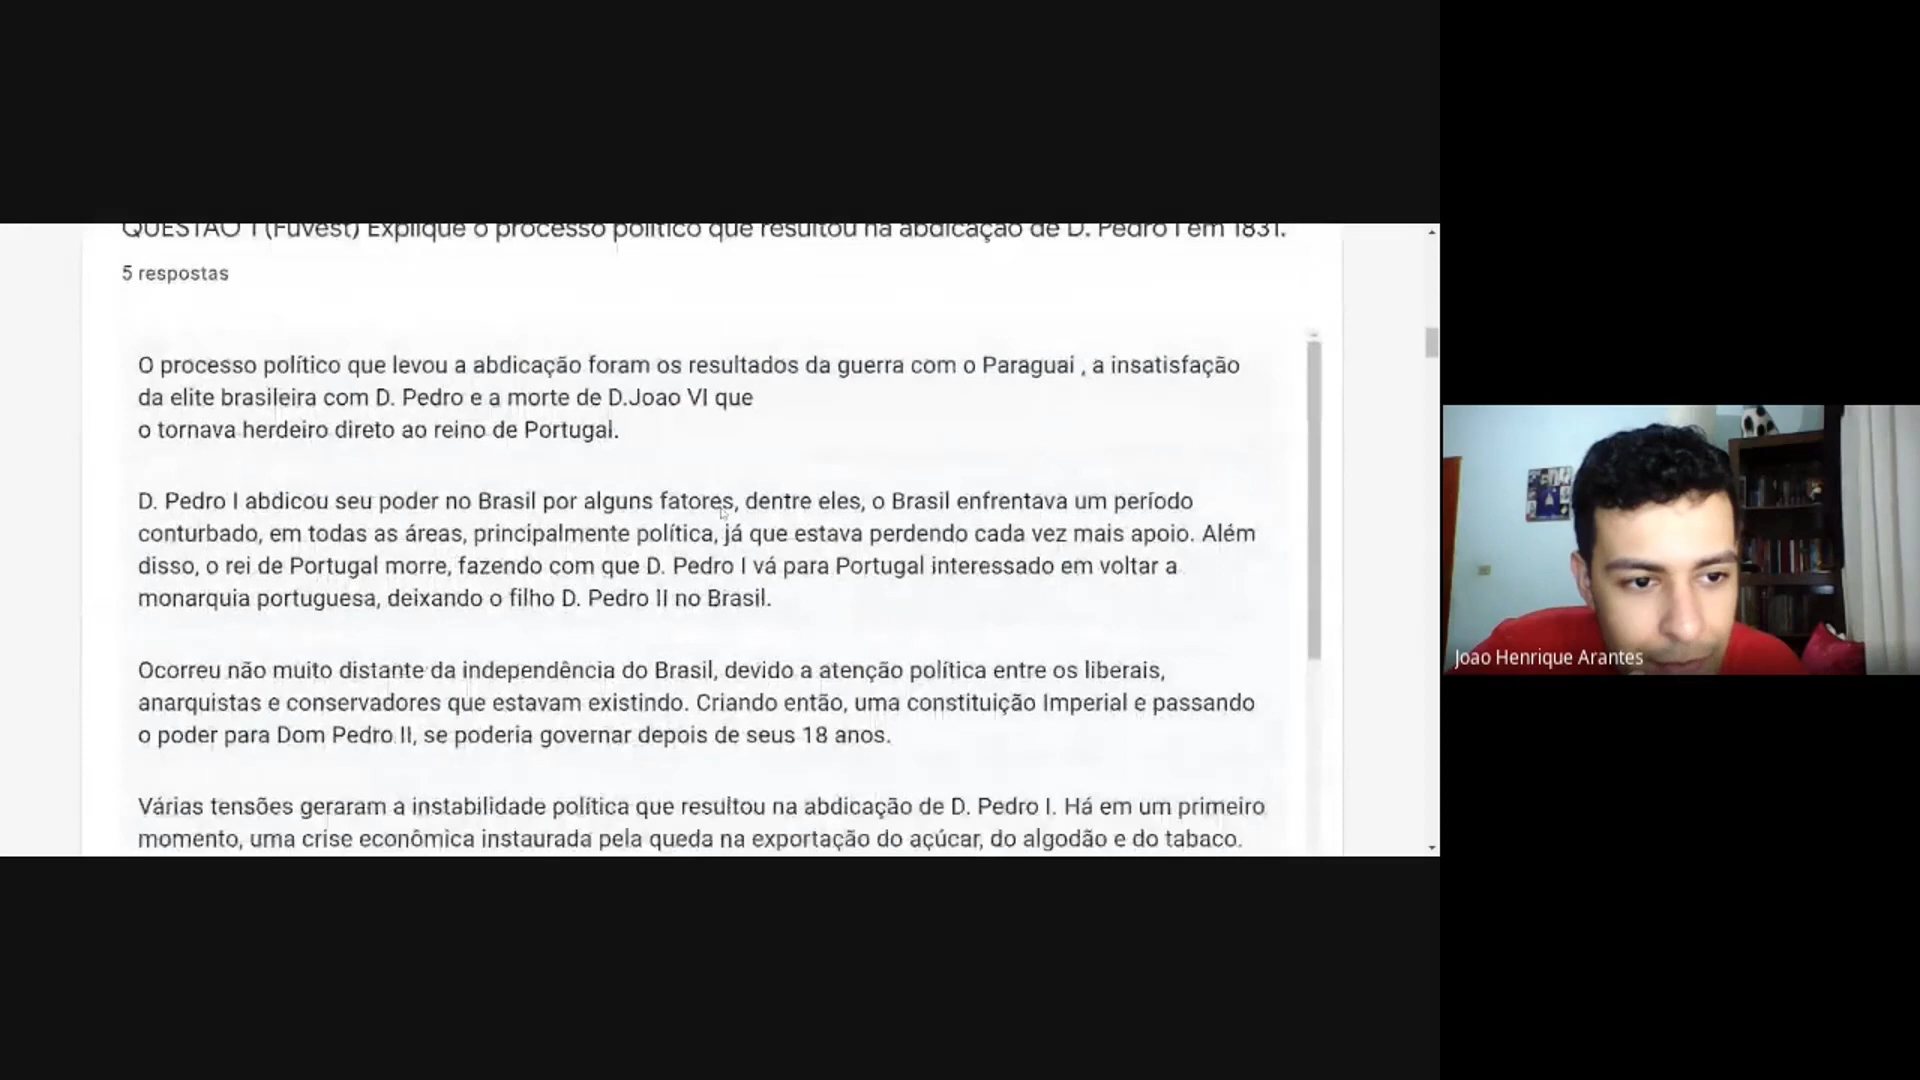 QUESTÃO 1 (Fuvest) Explique o processo político que resultou na abdicação de D. Pedro I em 1831.
5 respostas
O processo político que levou a abdicação foram os resultados da guerra com o Paraguai , a insatisfação
da elite brasileira com D. Pedro e a morte de D.Joao VI que
o tornava herdeiro direto ao reino de Portugal.
D. Pedro I abdicou seu poder no Brasil por alguns fatores, dentre eles, o Brasil enfrentava um período
conturbado, em todas as áreas, principalmente política, já que estava perdendo cada vez mais apoio. Além
disso, o rei de Portugal morre, fazendo com que D. Pedro I vá para Portugal interessado em voltar a
monarquia portuguesa, deixando o filho D. Pedro II no Brasil.
Ocorreu não muito distante da independência do Brasil, devido a atenção política entre os liberais,
anarquistas e conservadores que estavam existindo. Criando então, uma constituição Imperial e passando
o poder para Dom Pedro II, se poderia governar depois de seus 18 anos.
Várias tensões geraram a instabilidade política que resultou na abdicação de D. Pedro I. Há em um primeiro
momento, uma crise econômica instaurada pela queda na exportação do açúcar, do algodão e do tabaco.
Joao Henrique Arantes